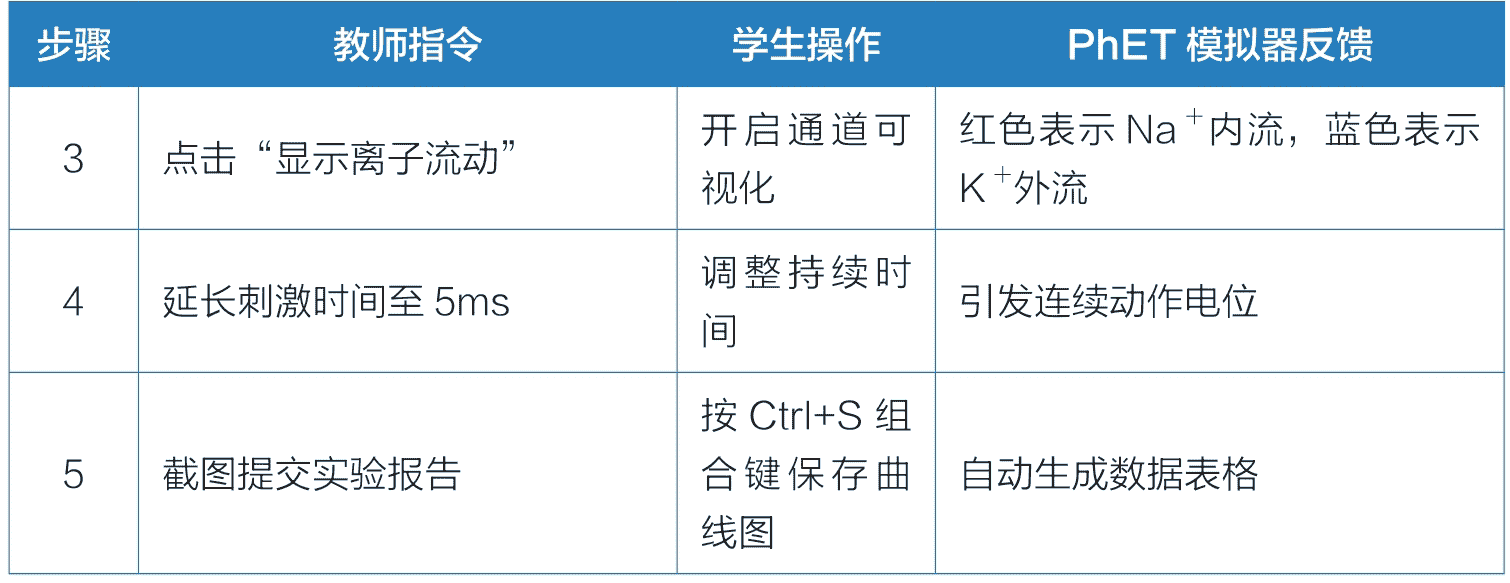 步骤 教师指令 学生操作 PhET 模拟器反馈
3 点击“显示离子流动” 开启通道可视化 红色表示 Na⁺内流，蓝色表示 K⁺外流
4 延长刺激时间至 5ms 调整持续时间 引发连续动作电位
5 截图提交实验报告 按 Ctrl+S 组合键保存曲线图 自动生成数据表格